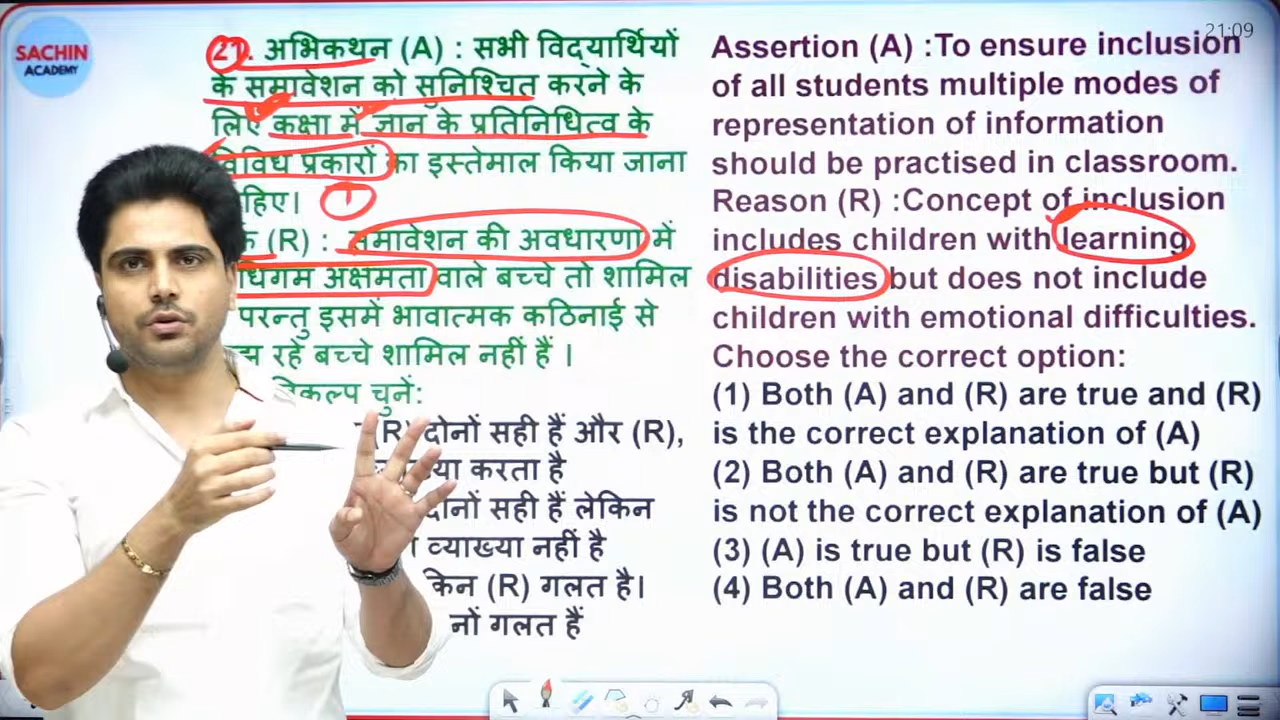 SACHIN
ACADEMY
21:09
21. अभिकथन (A) : सभी विद्यार्थियों
के समावेशन को सुनिश्चित करने के
लिए कक्षा में ज्ञान के प्रतिनिधित्व के
विविध प्रकारों का इस्तेमाल किया जाना
हिए। 1
(R) : समावेशन की अवधारणा में
धिगम अक्षमता वाले बच्चे तो शामिल
परन्तु इसमें भावात्मक कठिनाई से
रहे बच्चे शामिल नहीं हैं ।
विकल्प चुनें:
(R) दोनों सही हैं और (R),
व्याख्या करता है
दोनों सही हैं लेकिन
व्याख्या नहीं है
किन (R) गलत है।
नों गलत हैं
Assertion (A) :To ensure inclusion
of all students multiple modes of
representation of information
should be practised in classroom.
Reason (R) :Concept of inclusion
includes children with learning
disabilities but does not include
children with emotional difficulties.
Choose the correct option:
(1) Both (A) and (R) are true and (R)
is the correct explanation of (A)
(2) Both (A) and (R) are true but (R)
is not the correct explanation of (A)
(3) (A) is true but (R) is false
(4) Both (A) and (R) are false